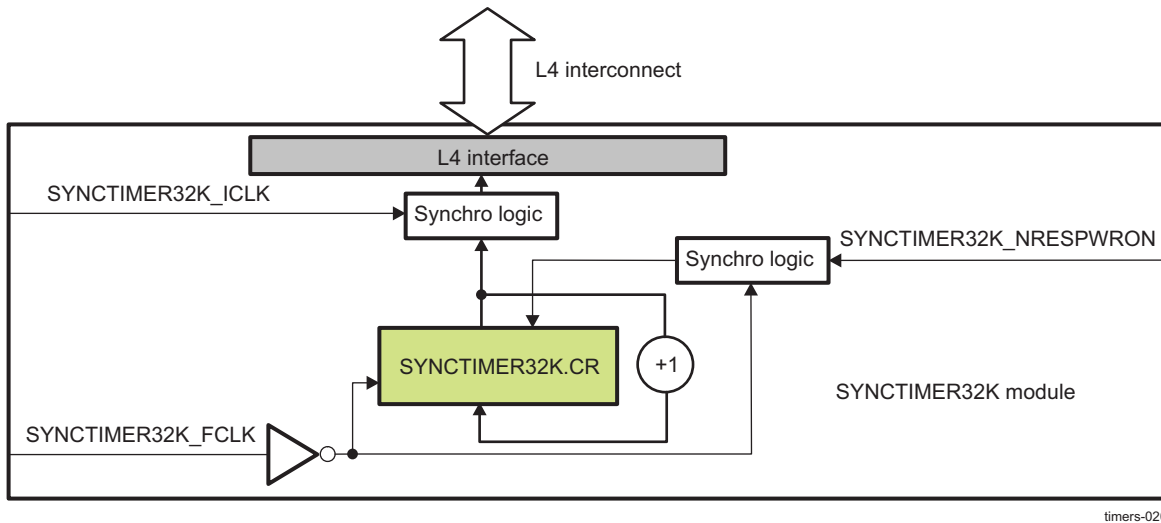 L4 interconnect
L4 interface
SYNCTIMER32K_ICLK
Synchro logic
SYNCTIMER32K_NRESPWRON
Synchro logic
SYNCTIMER32K.CR
+1
SYNCTIMER32K module
SYNCTIMER32K_FCLK